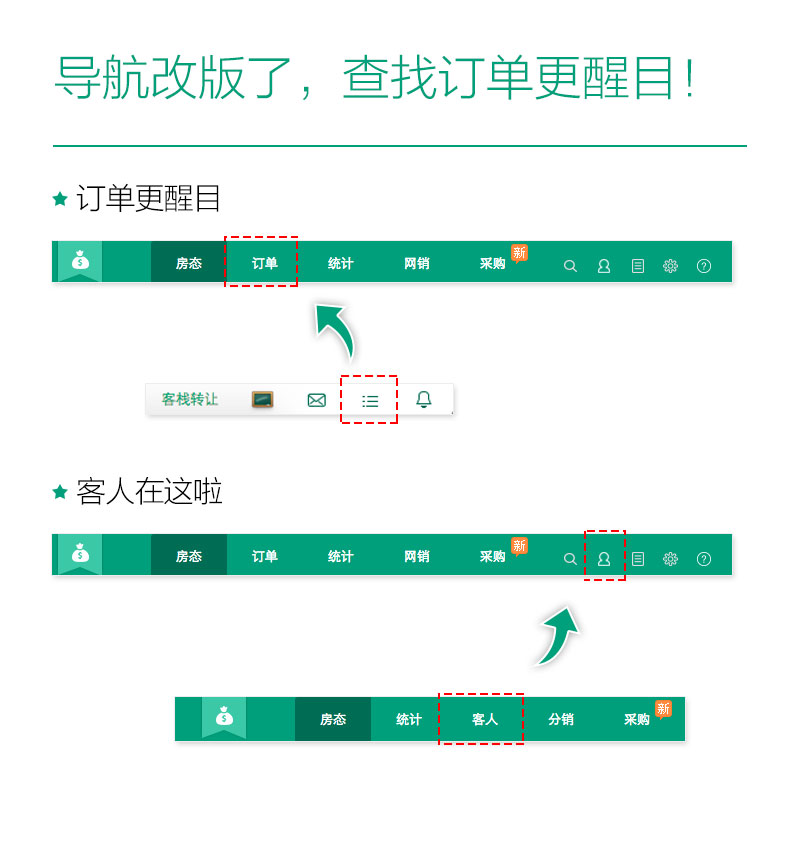 导航改版了，查找订单更醒目！
订单更醒目
房态 订单 统计 网销 采购 新
客栈转让
客人在这啦
房态 订单 统计 网销 采购 新
房态 统计 客人 分销 采购 新